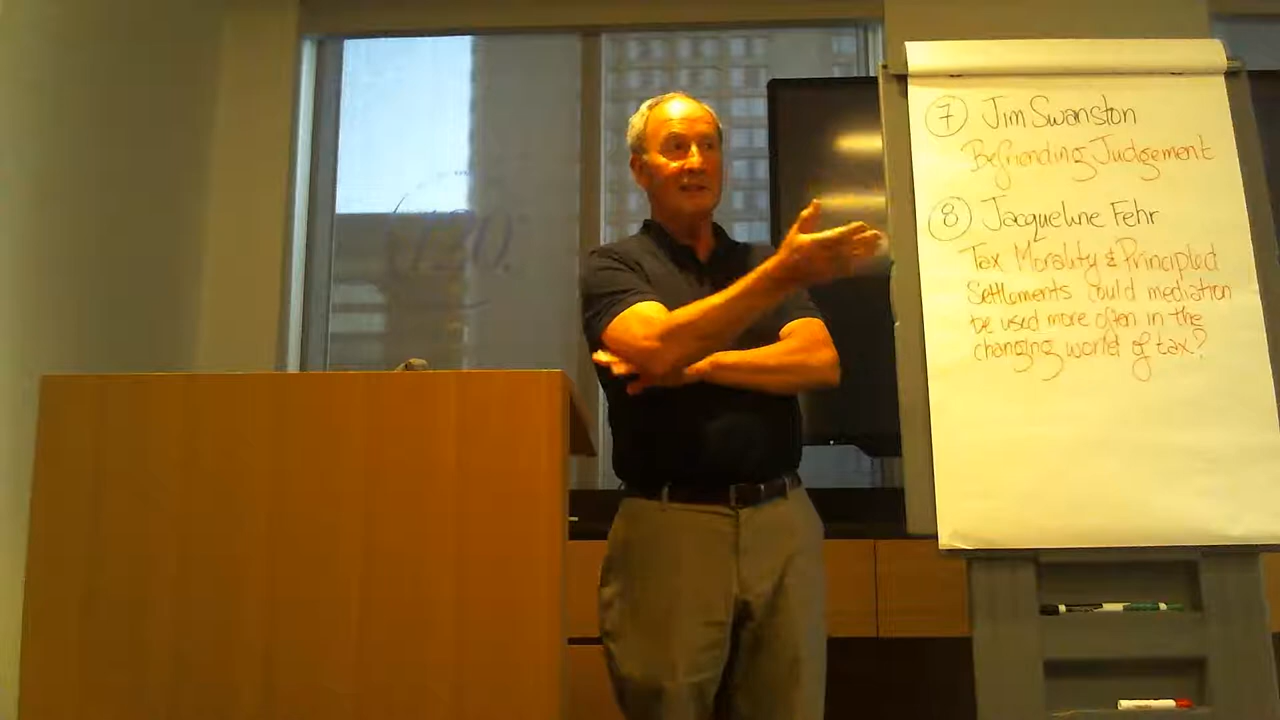 7 Jim Swanston
Befriending Judgement
8 Jacqueline Fehr
Tax Morality & Principled
Settlements could mediation
be used more often in the
changing world of tax?